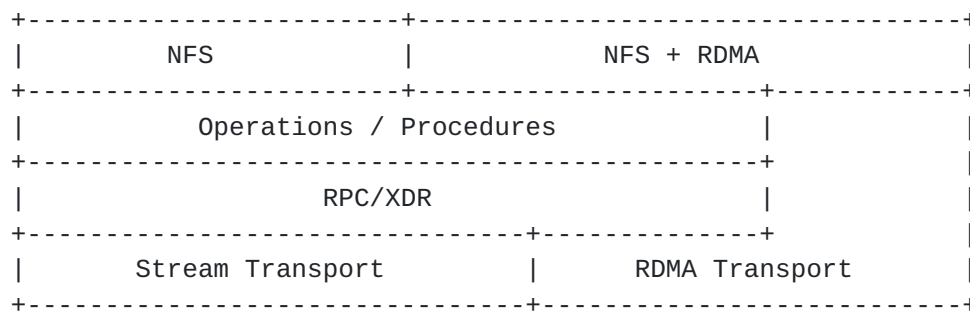 NFS NFS + RDMA
Operations / Procedures
RPC/XDR
Stream Transport RDMA Transport